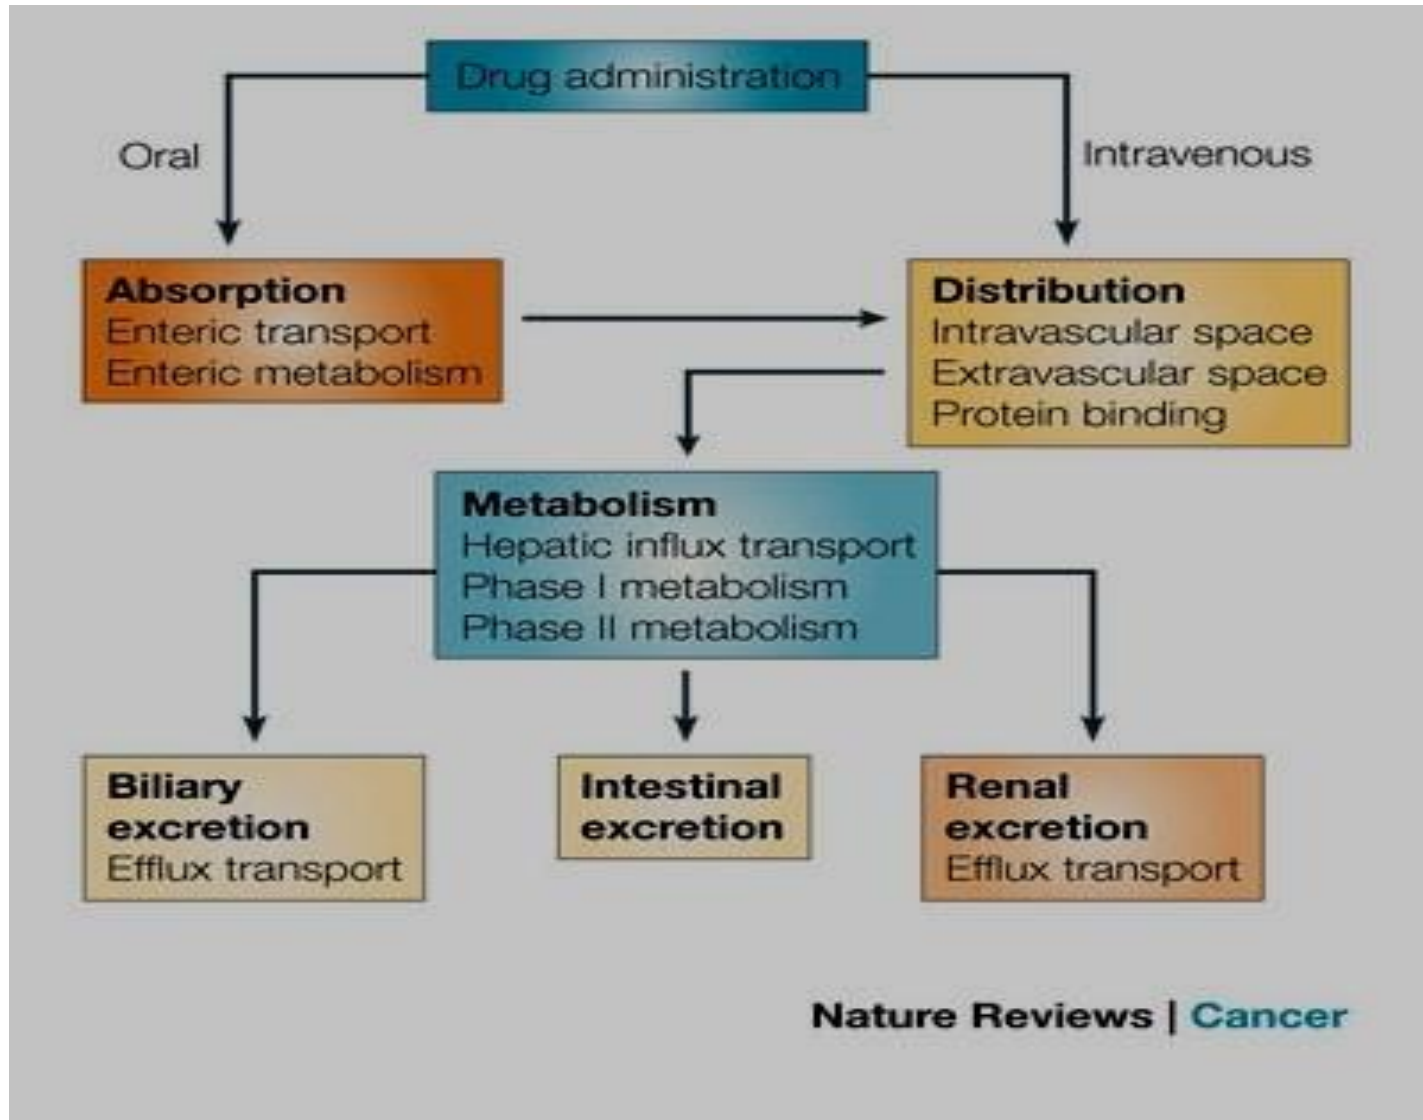 Drug administration
Oral
Intravenous
Absorption
Enteric transport
Enteric metabolism
Distribution
Intravascular space
Extravascular space
Protein binding
Metabolism
Hepatic influx transport
Phase I metabolism
Phase II metabolism
Biliary
excretion
Efflux transport
Intestinal
excretion
Renal
excretion
Efflux transport
Nature Reviews | Cancer